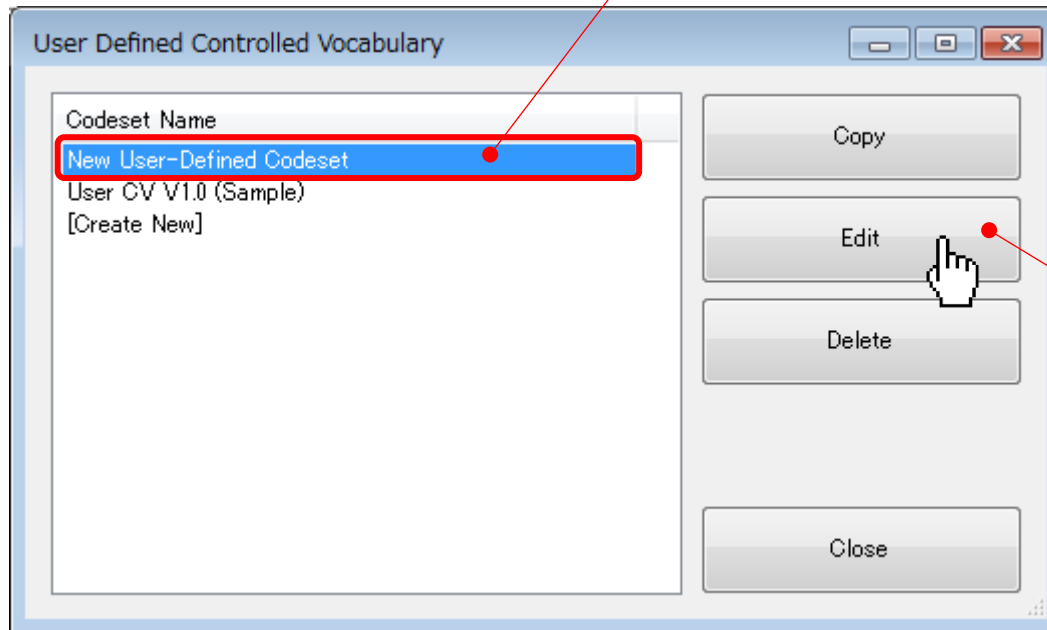 User Defined Controlled Vocabulary
Codeset Name
New User-Defined Codeset
User CV V1.0 (Sample)
[Create New]
Copy
Edit
Delete
Close